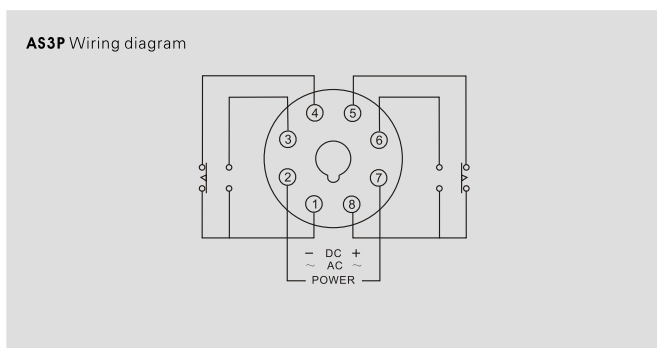 AS3P Wiring diagram
4 5
3 6
2 7
1 8
− DC +
~ AC ~
POWER